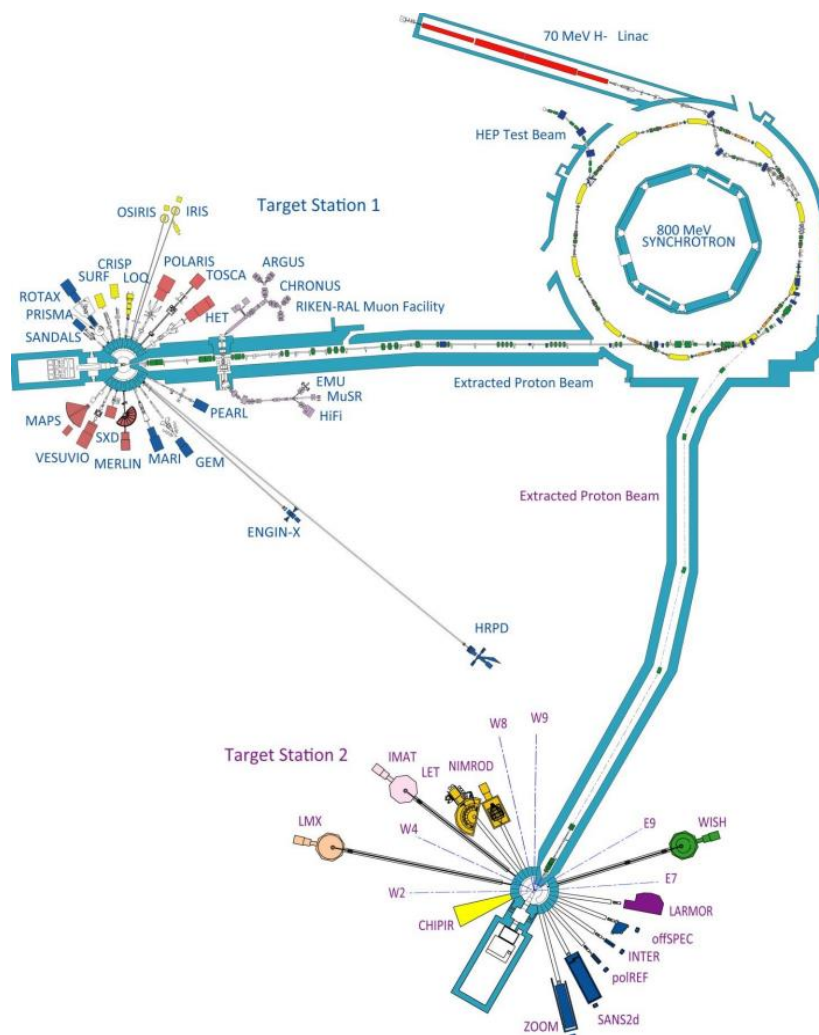 70 MeV H- Linac
HEP Test Beam
800 MeV
SYNCHROTRON
Target Station 1
OSIRIS
IRIS
POLARIS
TOSCA
CRISP
LOQ
SURF
ROTAX
PRISMA
SANDALS
HET
ARGUS
CHRONUS
RIKEN-RAL Muon Facility
Extracted Proton Beam
EMU
MuSR
HiFi
PEARL
MAPS
SXD
VESUVIO
MERLIN
MARI
GEM
ENGIN-X
HRPD
Extracted Proton Beam
Target Station 2
W8
W9
IMAT
LET
NIMROD
LMX
W4
W2
CHIPIR
E9
WISH
E7
LARMOR
offSPEC
INTER
polREF
SANS2d
ZOOM